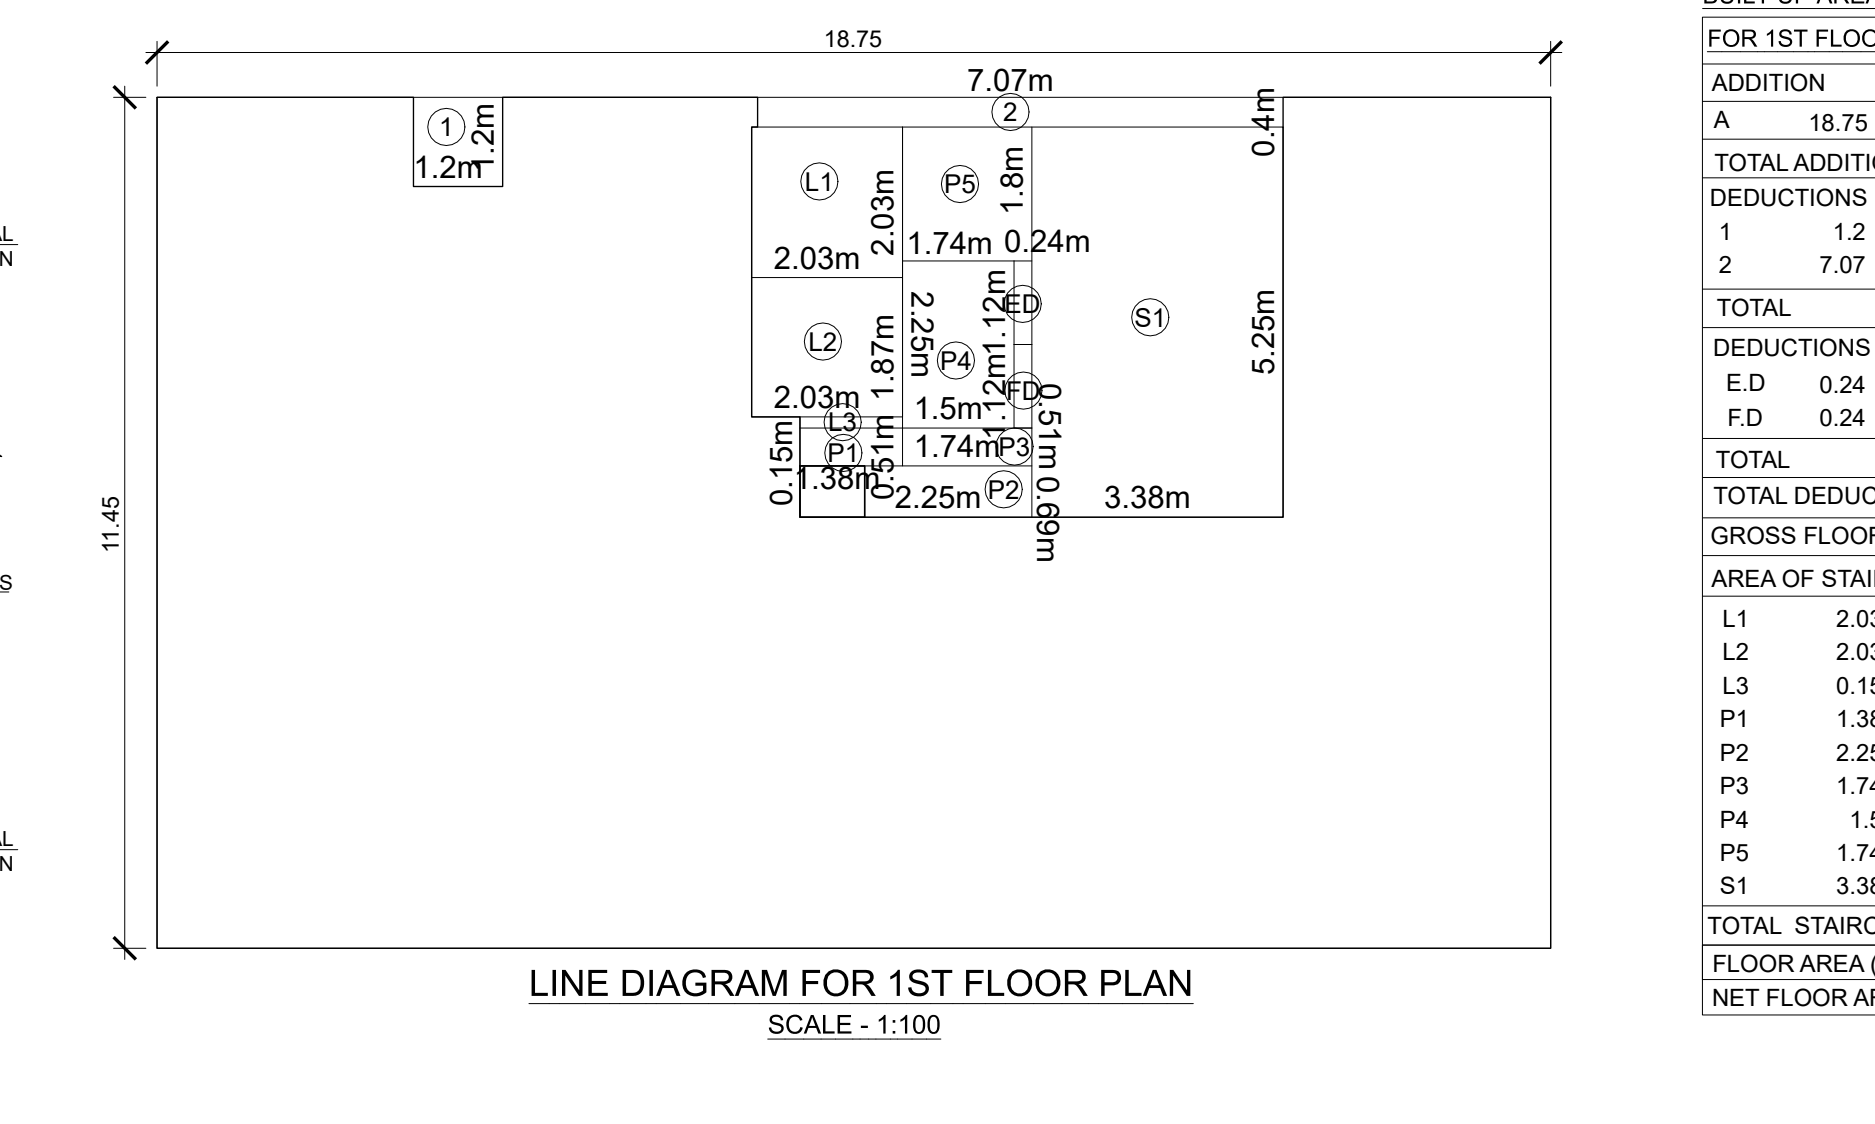 18.75
7.07m
1
1.2m
1.2m
2
0.4m
L1
2.03m
2.03m
P5
1.8m
1.74m
0.24m
L2
1.87m
2.03m
2.25m
P4
1.5m
1.12m
ED
1.12m
FD
S1
5.25m
L3
0.15m
P1
0.51m
1.38m
1.74m
P3
0.51m
2.25m
P2
0.69m
3.38m
11.45
LINE DIAGRAM FOR 1ST FLOOR PLAN
SCALE - 1:100
AL
N
S
AL
N
FOR 1ST FLOO
ADDITION
A 18.75
TOTAL ADDITIO
DEDUCTIONS
1 1.2
2 7.07
TOTAL
DEDUCTIONS
E.D 0.24
F.D 0.24
TOTAL
TOTAL DEDUC
GROSS FLOOR
AREA OF STAI
L1 2.03
L2 2.03
L3 0.15
P1 1.38
P2 2.25
P3 1.74
P4 1.5
P5 1.74
S1 3.38
TOTAL STAIRC
FLOOR AREA (
NET FLOOR AR